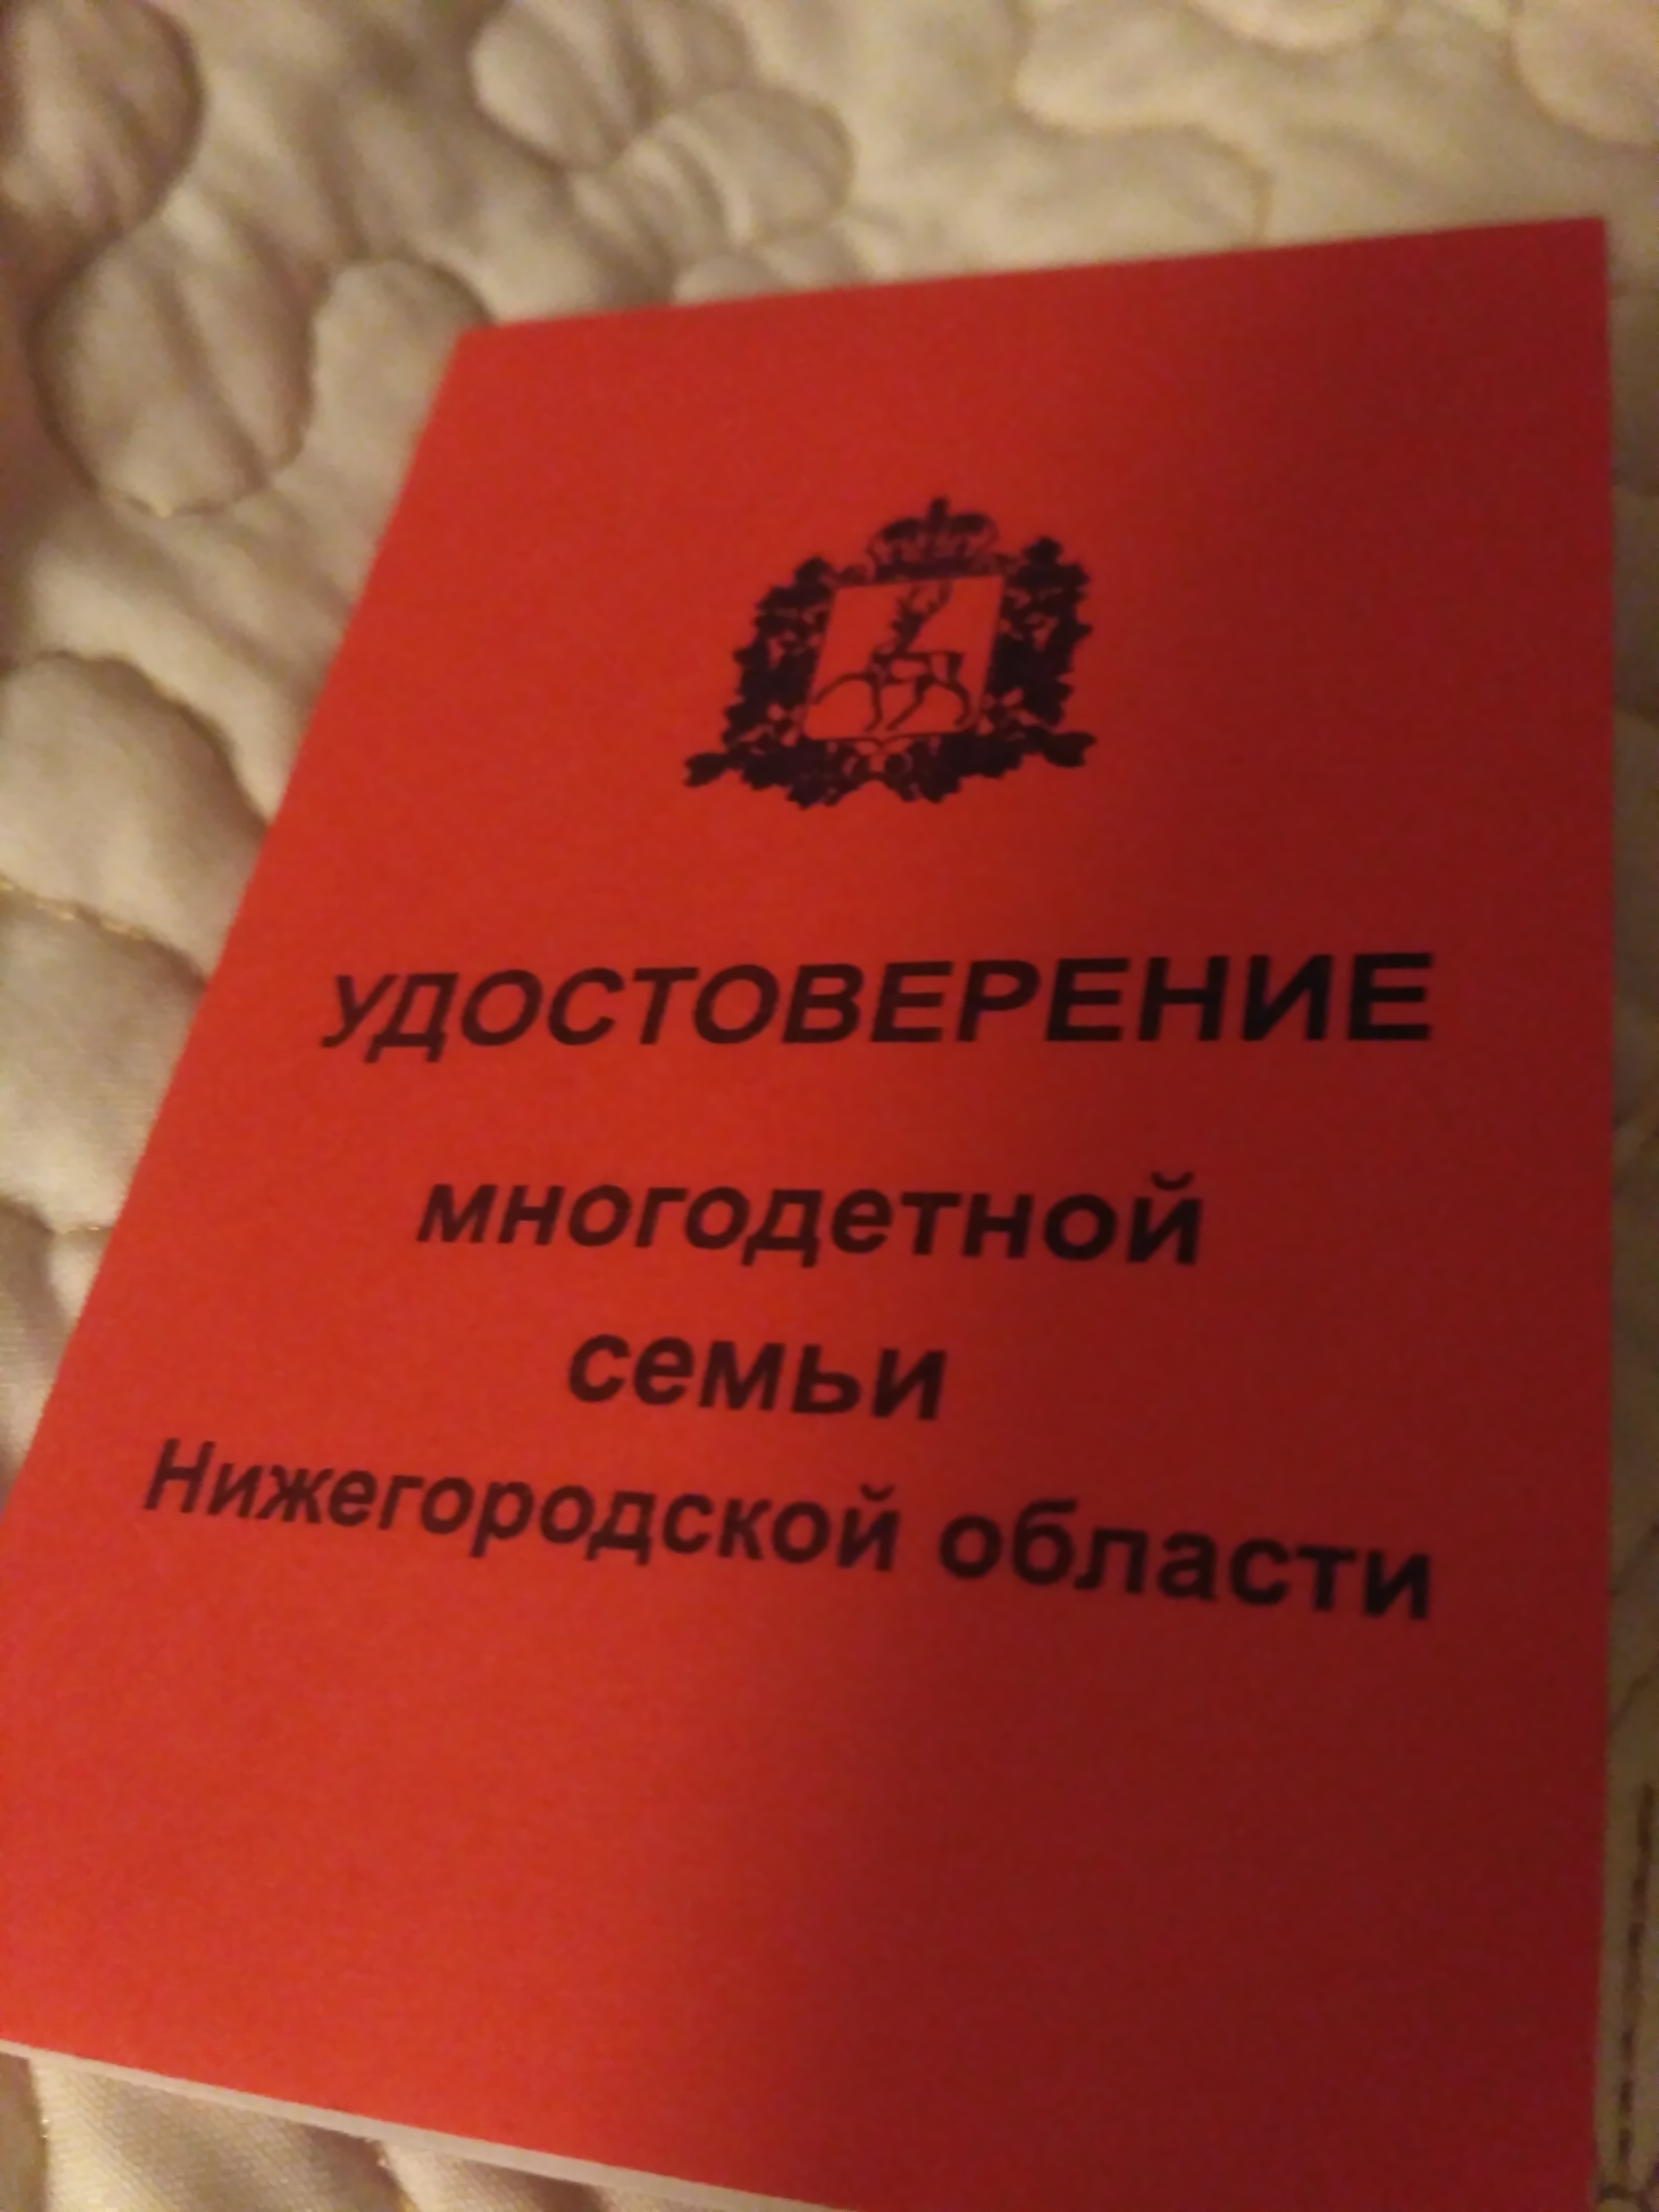 УДОСТОВЕРЕНИЕ
многодетной
семьи
Нижегородской области